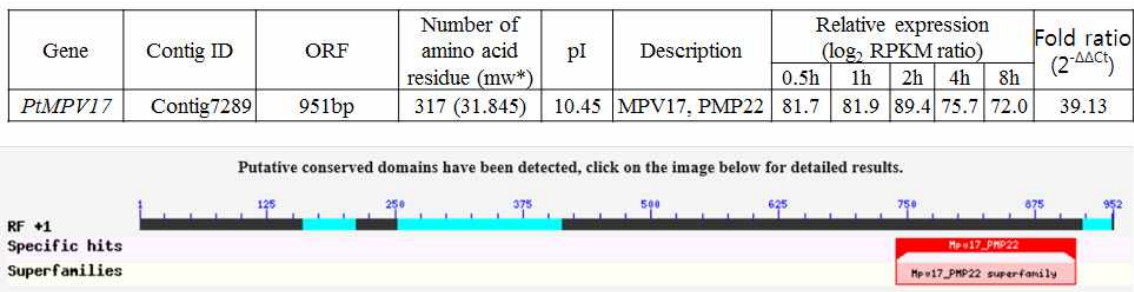 Gene Contig ID ORF Number of amino acid residue (mw*) pI Description Relative expression (log2 RPKM ratio) Fold ratio (2-ΔΔCt)
0.5h 1h 2h 4h 8h
PtMPV17 Contig7289 951bp 317 (31.845) 10.45 MPV17, PMP22 81.7 81.9 89.4 75.7 72.0 39.13
Putative conserved domains have been detected, click on the image below for detailed results.
1 125 250 375 500 625 750 875 952
RF +1
Specific hits Mpv17_PMP22
Superfamilies Mpv17_PMP22 superfamily